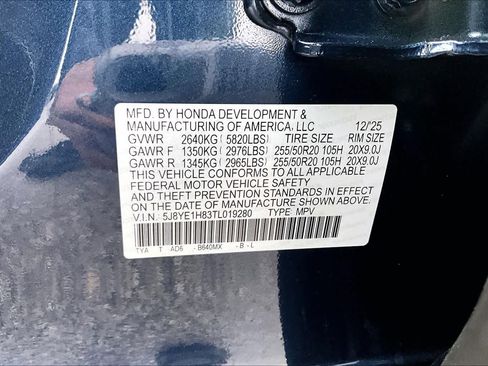 MFD. BY HONDA DEVELOPMENT &
MANUFACTURING OF AMERICA, LLC 12/'25
GVWR 2640KG ( 5820LBS) TIRE SIZE RIM SIZE
GAWR F 1350KG ( 2976LBS) 255/50R20 105H 20X9.0J
GAWR R 1345KG ( 2965LBS) 255/50R20 105H 20X9.0J
THIS VEHICLE CONFORMS TO ALL APPLICABLE
FEDERAL MOTOR VEHICLE SAFETY
AND THEFT PREVENTION STANDARDS IN EFFECT
ON THE DATE OF MANUFACTURE SHOWN ABOVE.
V.I.N. 5J8YE1H83TL019280 TYPE: MPV
TYA I AD6 - B640MX - B - L